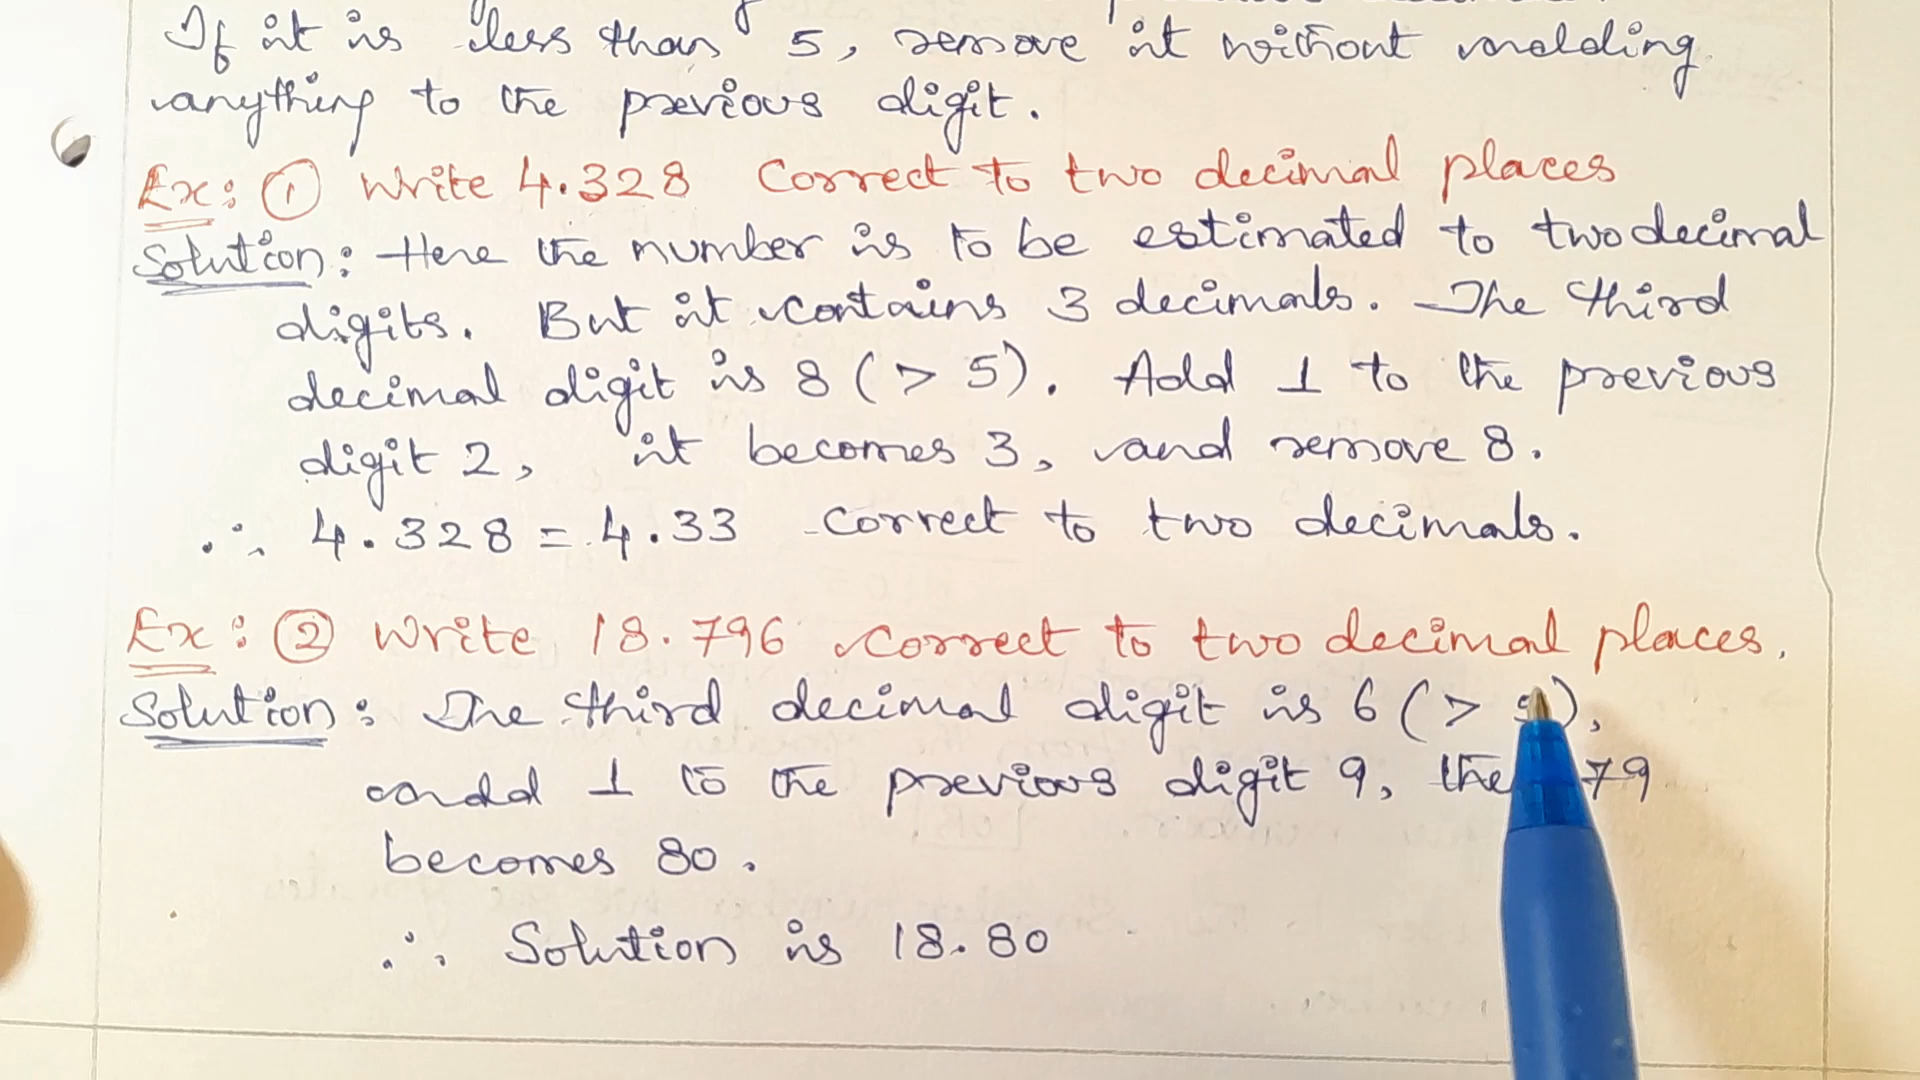 If it is less than 5, remove it without adding
anything to the previous digit.
Ex: ① Write 4.328 Correct to two decimal places
Solution: Here the number is to be estimated to two decimal
digits. But it contains 3 decimals. The third
decimal digit is 8 (> 5). Add 1 to the previous
digit 2, it becomes 3, and remove 8.
∴ 4.328 = 4.33 Correct to two decimals.
Ex: ② Write 18.796 correct to two decimal places.
Solution: The third decimal digit is 6 (> 5),
add 1 to the previous digit 9, the 79
becomes 80.
∴ Solution is 18.80